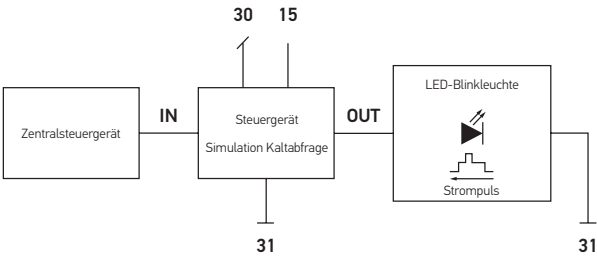 30 15
LED-Blinkleuchte
IN
OUT
Zentralsteuergerät
Steuergerät
Simulation Kaltabfrage
Strompuls
31
31